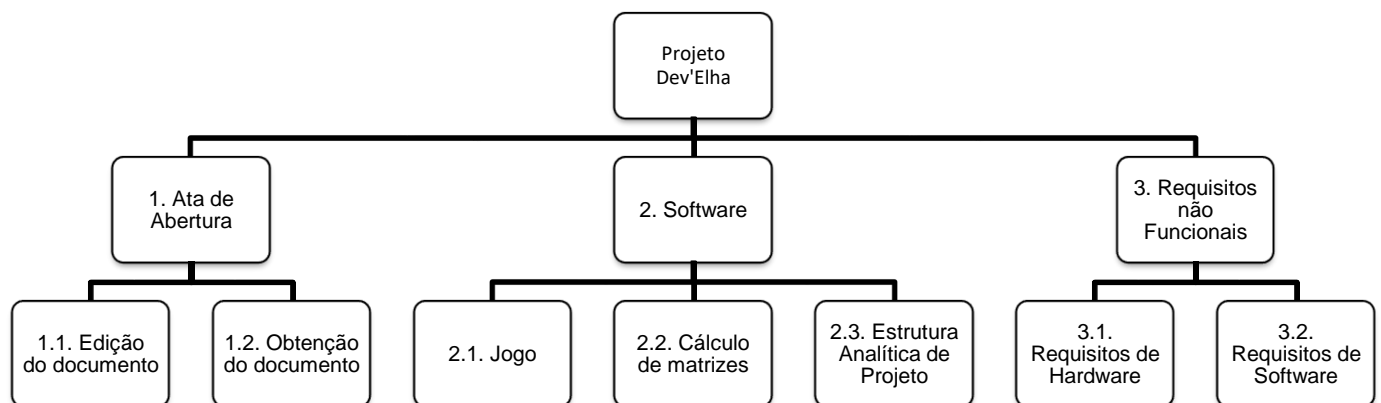 Projeto
Dev'Elha
1. Ata de
Abertura
2. Software
3. Requisitos
não
Funcionais
1.1. Edição
do documento
1.2. Obtenção
do documento
2.1. Jogo
2.2. Cálculo
de matrizes
2.3. Estrutura
Analítica de
Projeto
3.1.
Requisitos de
Hardware
3.2.
Requisitos de
Software